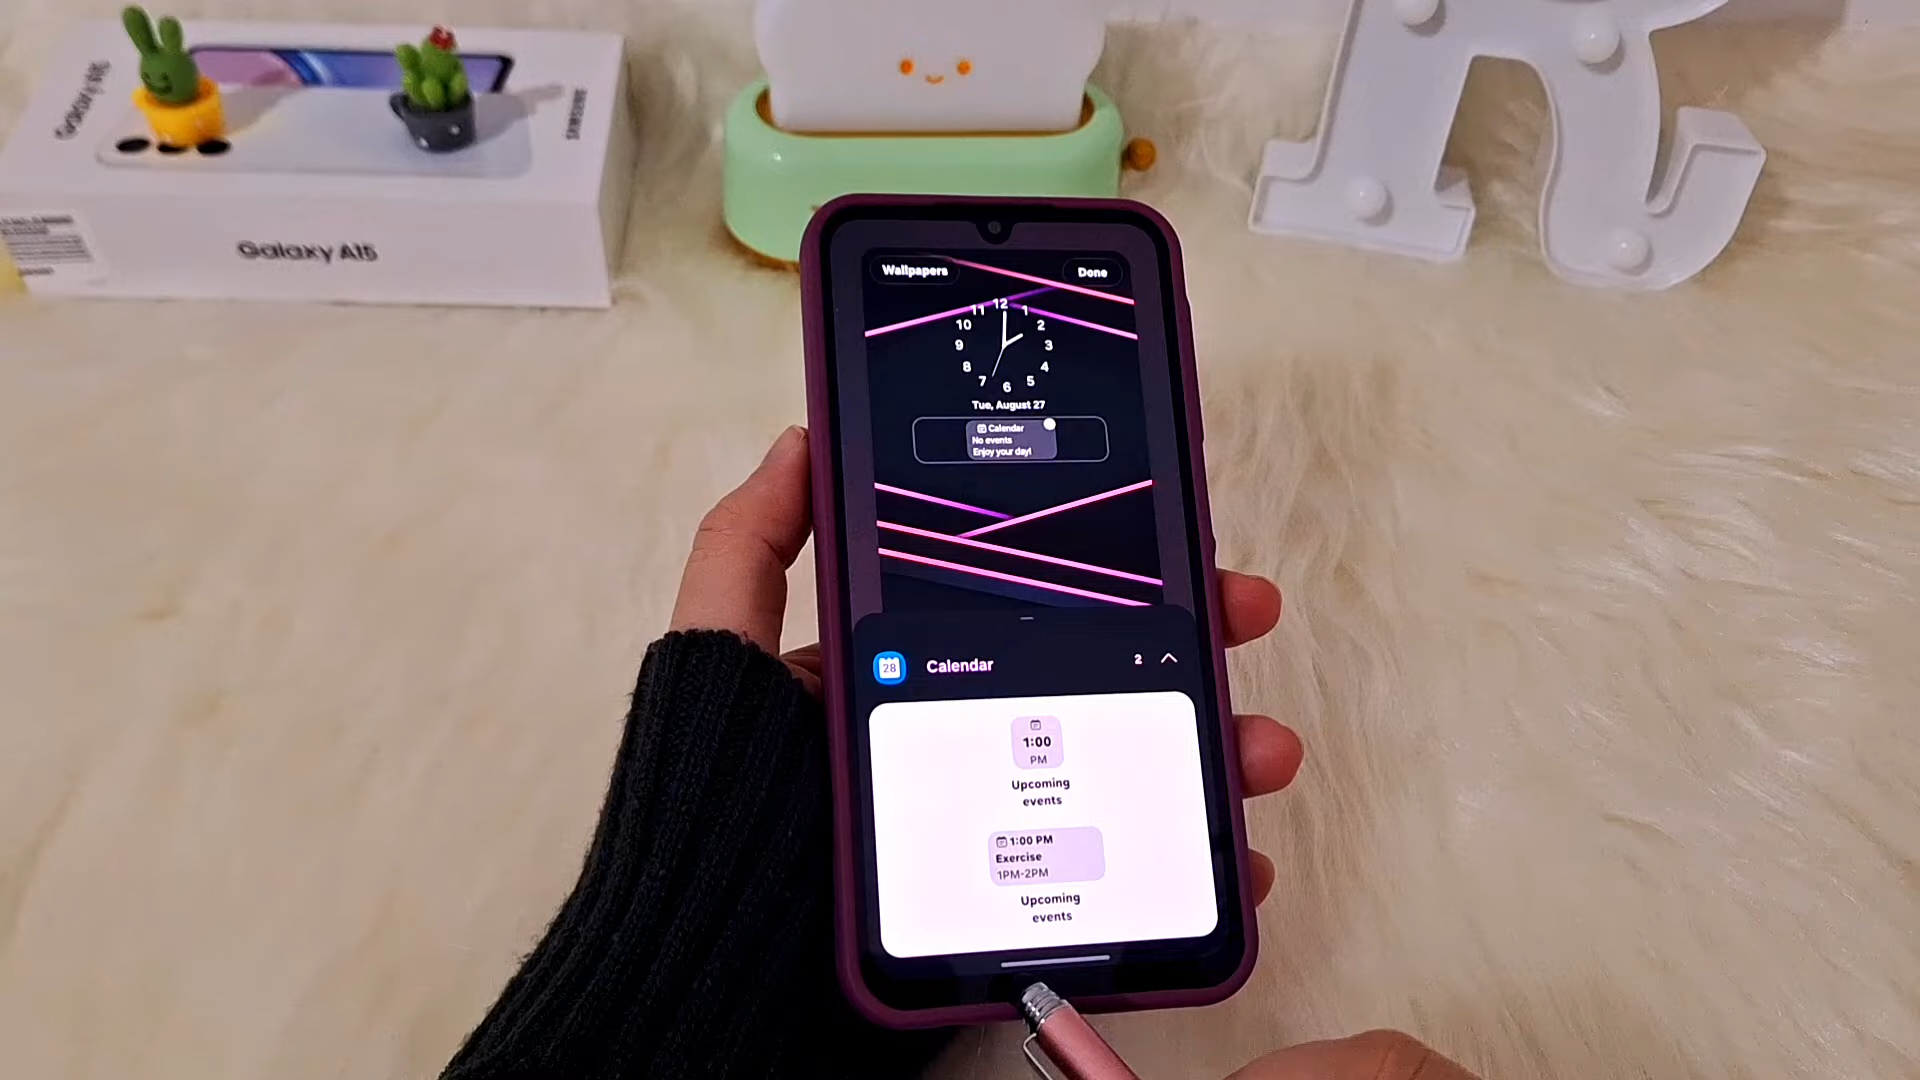 Galaxy A15
SAMSUNG
Galaxy A15
Wallpapers
Done
11 12 1
10 2
9 3
8 4
7 6 5
Tue, August 27
Calendar
No events
Enjoy your day!
28
Calendar
2
1:00
PM
Upcoming
events
1:00 PM
Exercise
1PM-2PM
Upcoming
events